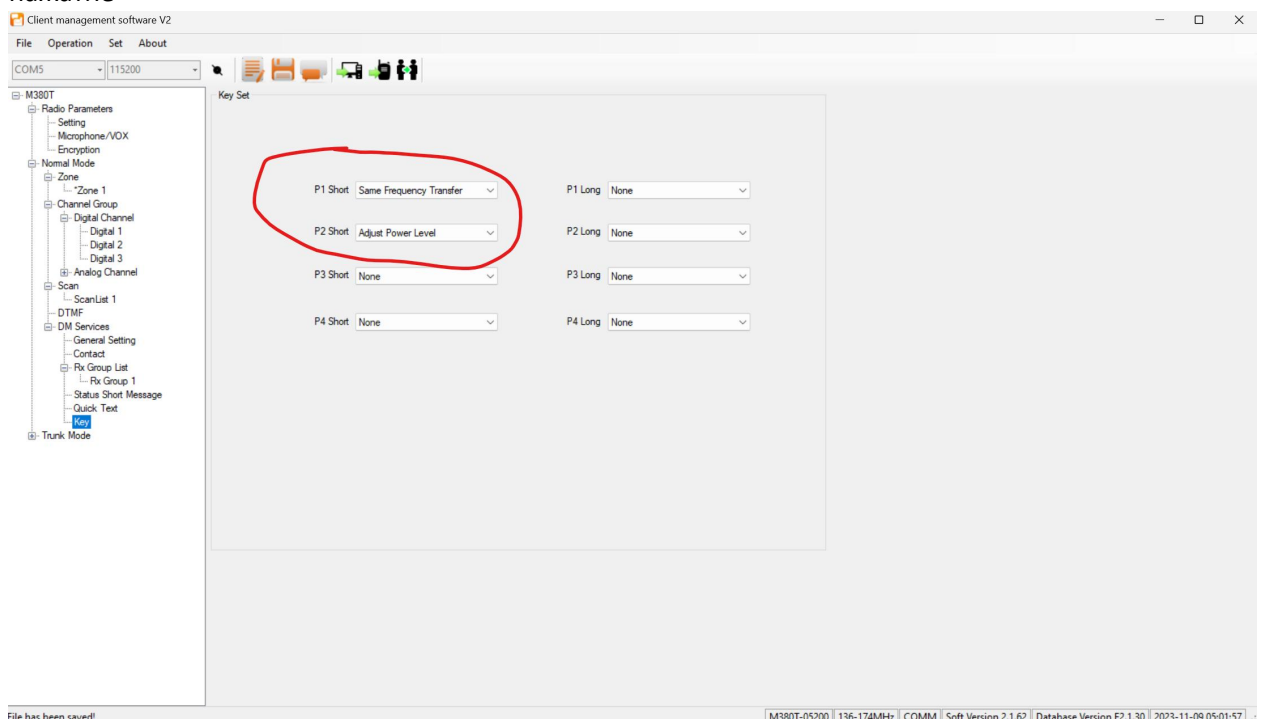 Client management software V2
File Operation Set About
COM5 115200
M380T
Radio Parameters
Setting
Microphone/VOX
Encryption
Normal Mode
Zone
*Zone 1
Channel Group
Digital Channel
Digital 1
Digital 2
Digital 3
Analog Channel
Scan
ScanList 1
DTMF
DM Services
General Setting
Contact
Rx Group List
Rx Group 1
Status Short Message
Quick Text
Key
Trunk Mode
Key Set
P1 Short Same Frequency Transfer P1 Long None
P2 Short Adjust Power Level P2 Long None
P3 Short None P3 Long None
P4 Short None P4 Long None
File has been saved! M380T-05200 136-174MHz COMM Soft Version 2.1.62 Database Version F2.1.30 2023-11-09 05:01:57